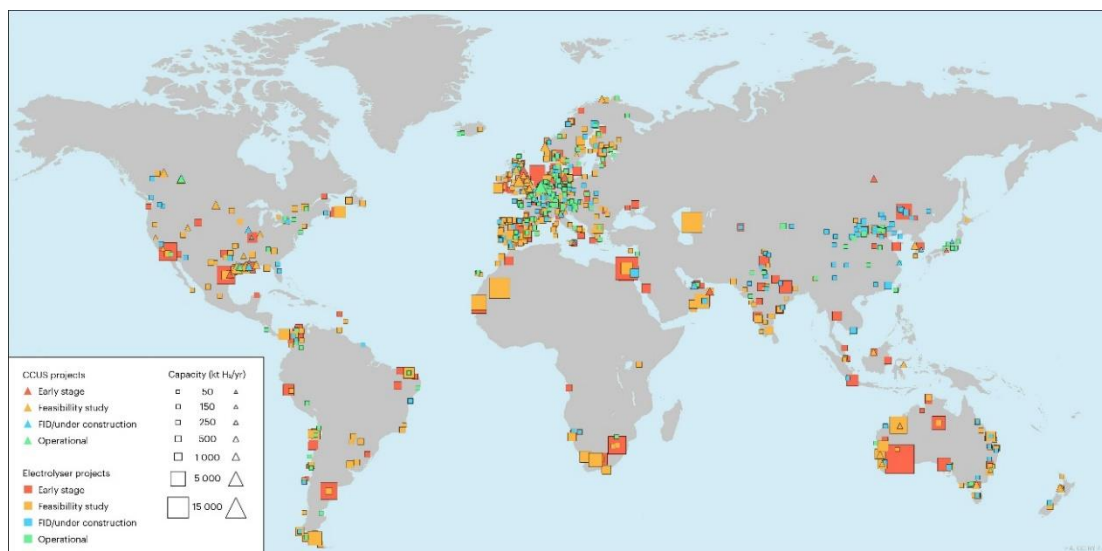 CCUS projects
Early stage
Feasibillity study
FID/under construction
Operational
Electrolyser projects
Early stage
Feasibility study
FID/under construction
Operational
Capacity (kt H₂/yr)
50
150
250
500
1 000
5 000
15 000